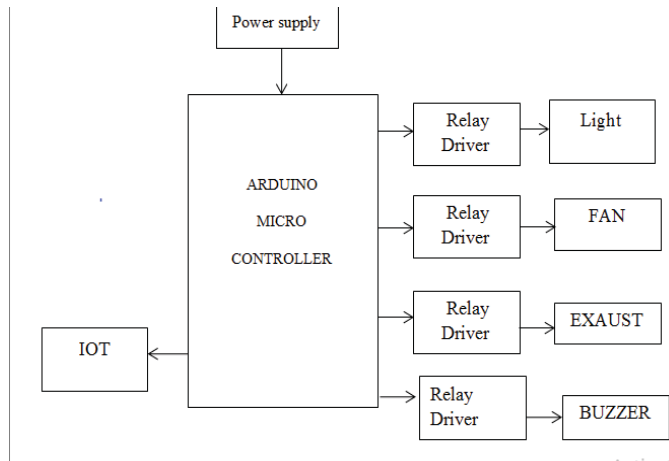 Power supply
ARDUINO
MICRO
CONTROLLER
Relay
Driver
Light
Relay
Driver
FAN
Relay
Driver
EXAUST
IOT
Relay
Driver
BUZZER